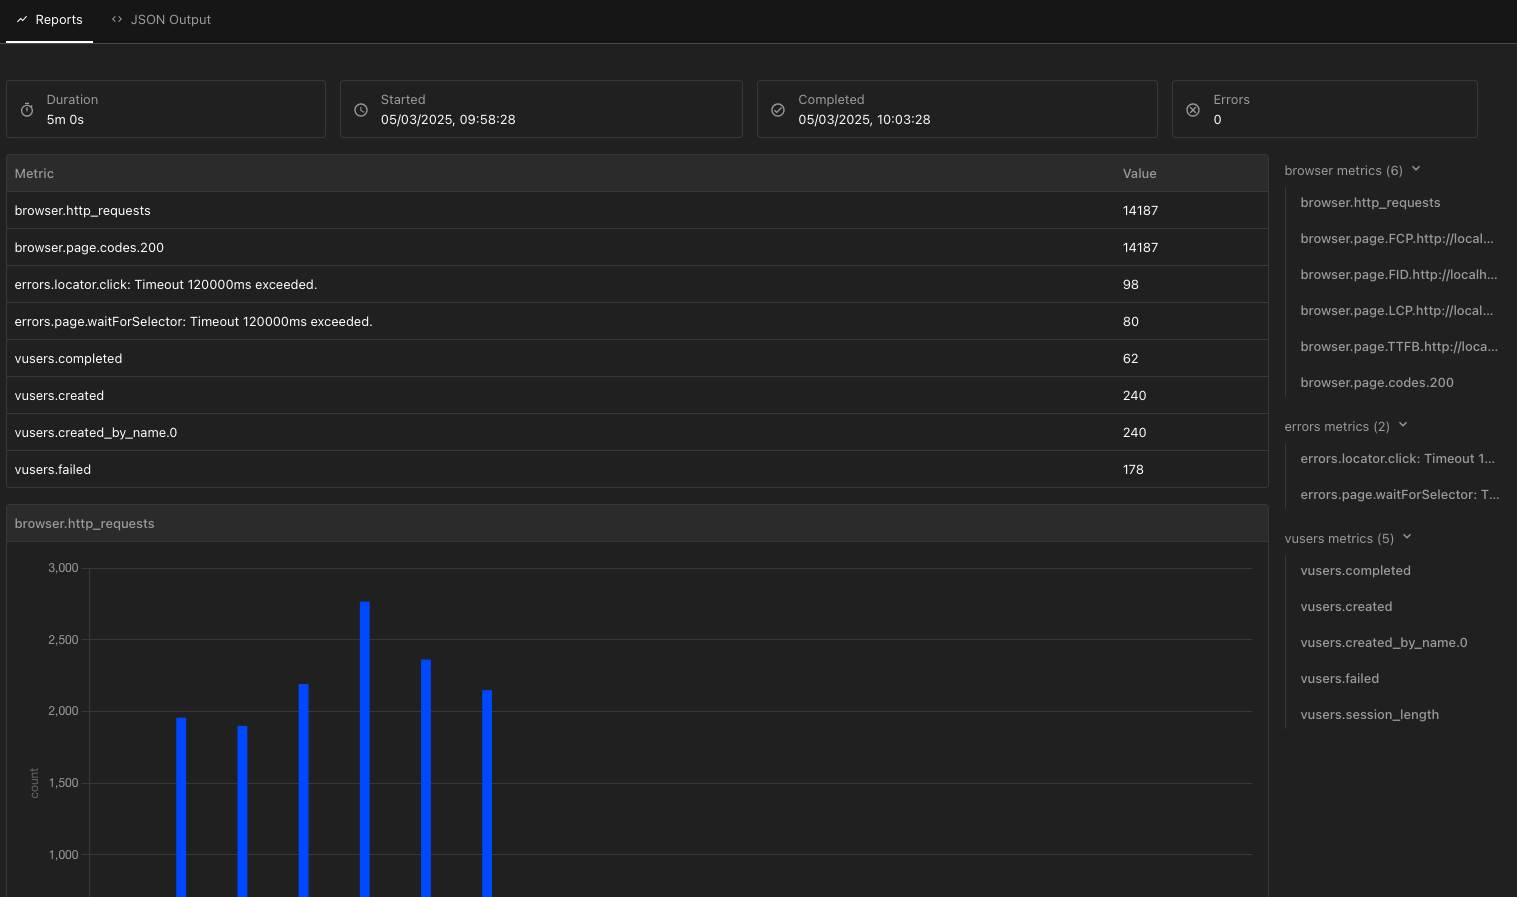 Reports
JSON Output
Duration
5m 0s
Started
05/03/2025, 09:58:28
Completed
05/03/2025, 10:03:28
Errors
0
Metric Value
browser.http_requests 14187
browser.page.codes.200 14187
errors.locator.click: Timeout 120000ms exceeded. 98
errors.page.waitForSelector: Timeout 120000ms exceeded. 80
vusers.completed 62
vusers.created 240
vusers.created_by_name.0 240
vusers.failed 178
browser.http_requests
3,000
2,500
2,000
1,500
1,000
count
browser metrics (6)
browser.http_requests
browser.page.FCP.http://local...
browser.page.FID.http://localh...
browser.page.LCP.http://local...
browser.page.TTFB.http://loca...
browser.page.codes.200
errors metrics (2)
errors.locator.click: Timeout 1...
errors.page.waitForSelector: T...
vusers metrics (5)
vusers.completed
vusers.created
vusers.created_by_name.0
vusers.failed
vusers.session_length